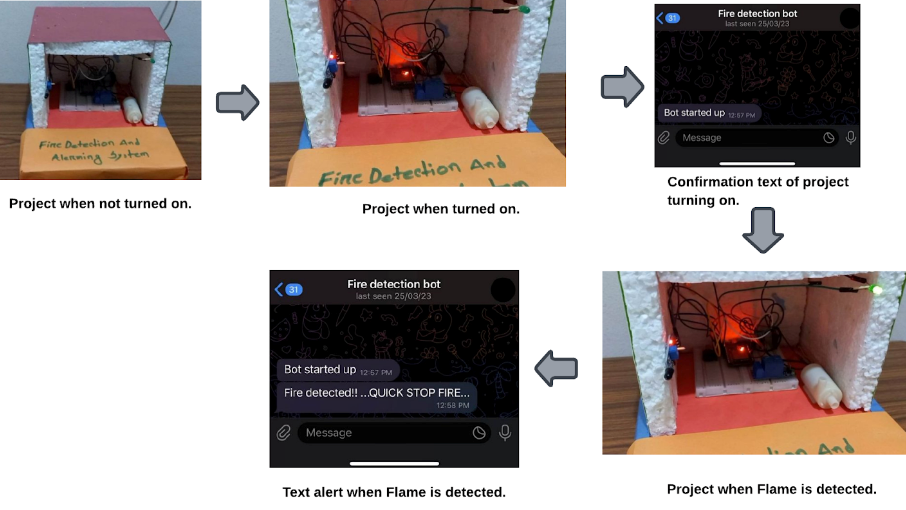 Fire Detection And
Alarming System
Project when not turned on.
Fire Detection And
Project when turned on.
31
Fire detection bot
last seen 25/03/23
Bot started up 12:57 PM
Message
Confirmation text of project
turning on.
And
Project when Flame is detected.
31
Fire detection bot
last seen 25/03/23
Bot started up 12:57 PM
Fire detected!! ...QUICK STOP FIRE...
12:58 PM
Message
Text alert when Flame is detected.